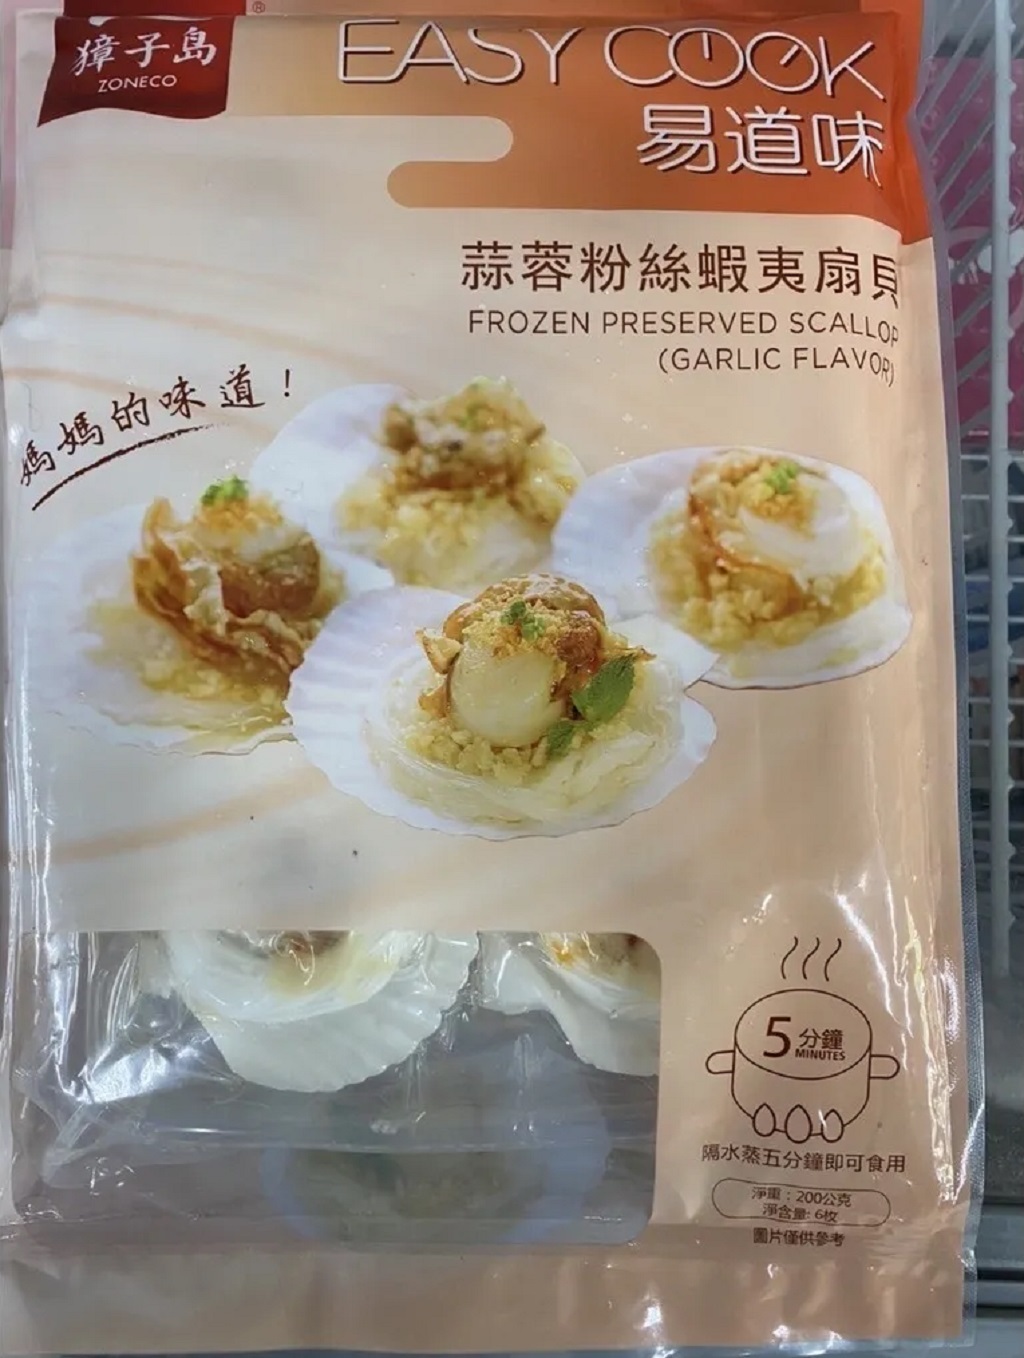 獐子島
ZONECO
®
EASY COOK
易道味
蒜蓉粉絲蝦夷扇貝
FROZEN PRESERVED SCALLOP
(GARLIC FLAVOR)
媽媽的味道！
5分鐘
MINUTES
隔水蒸五分鐘即可食用
淨重：200公克
淨含量: 6枚
圖片僅供參考